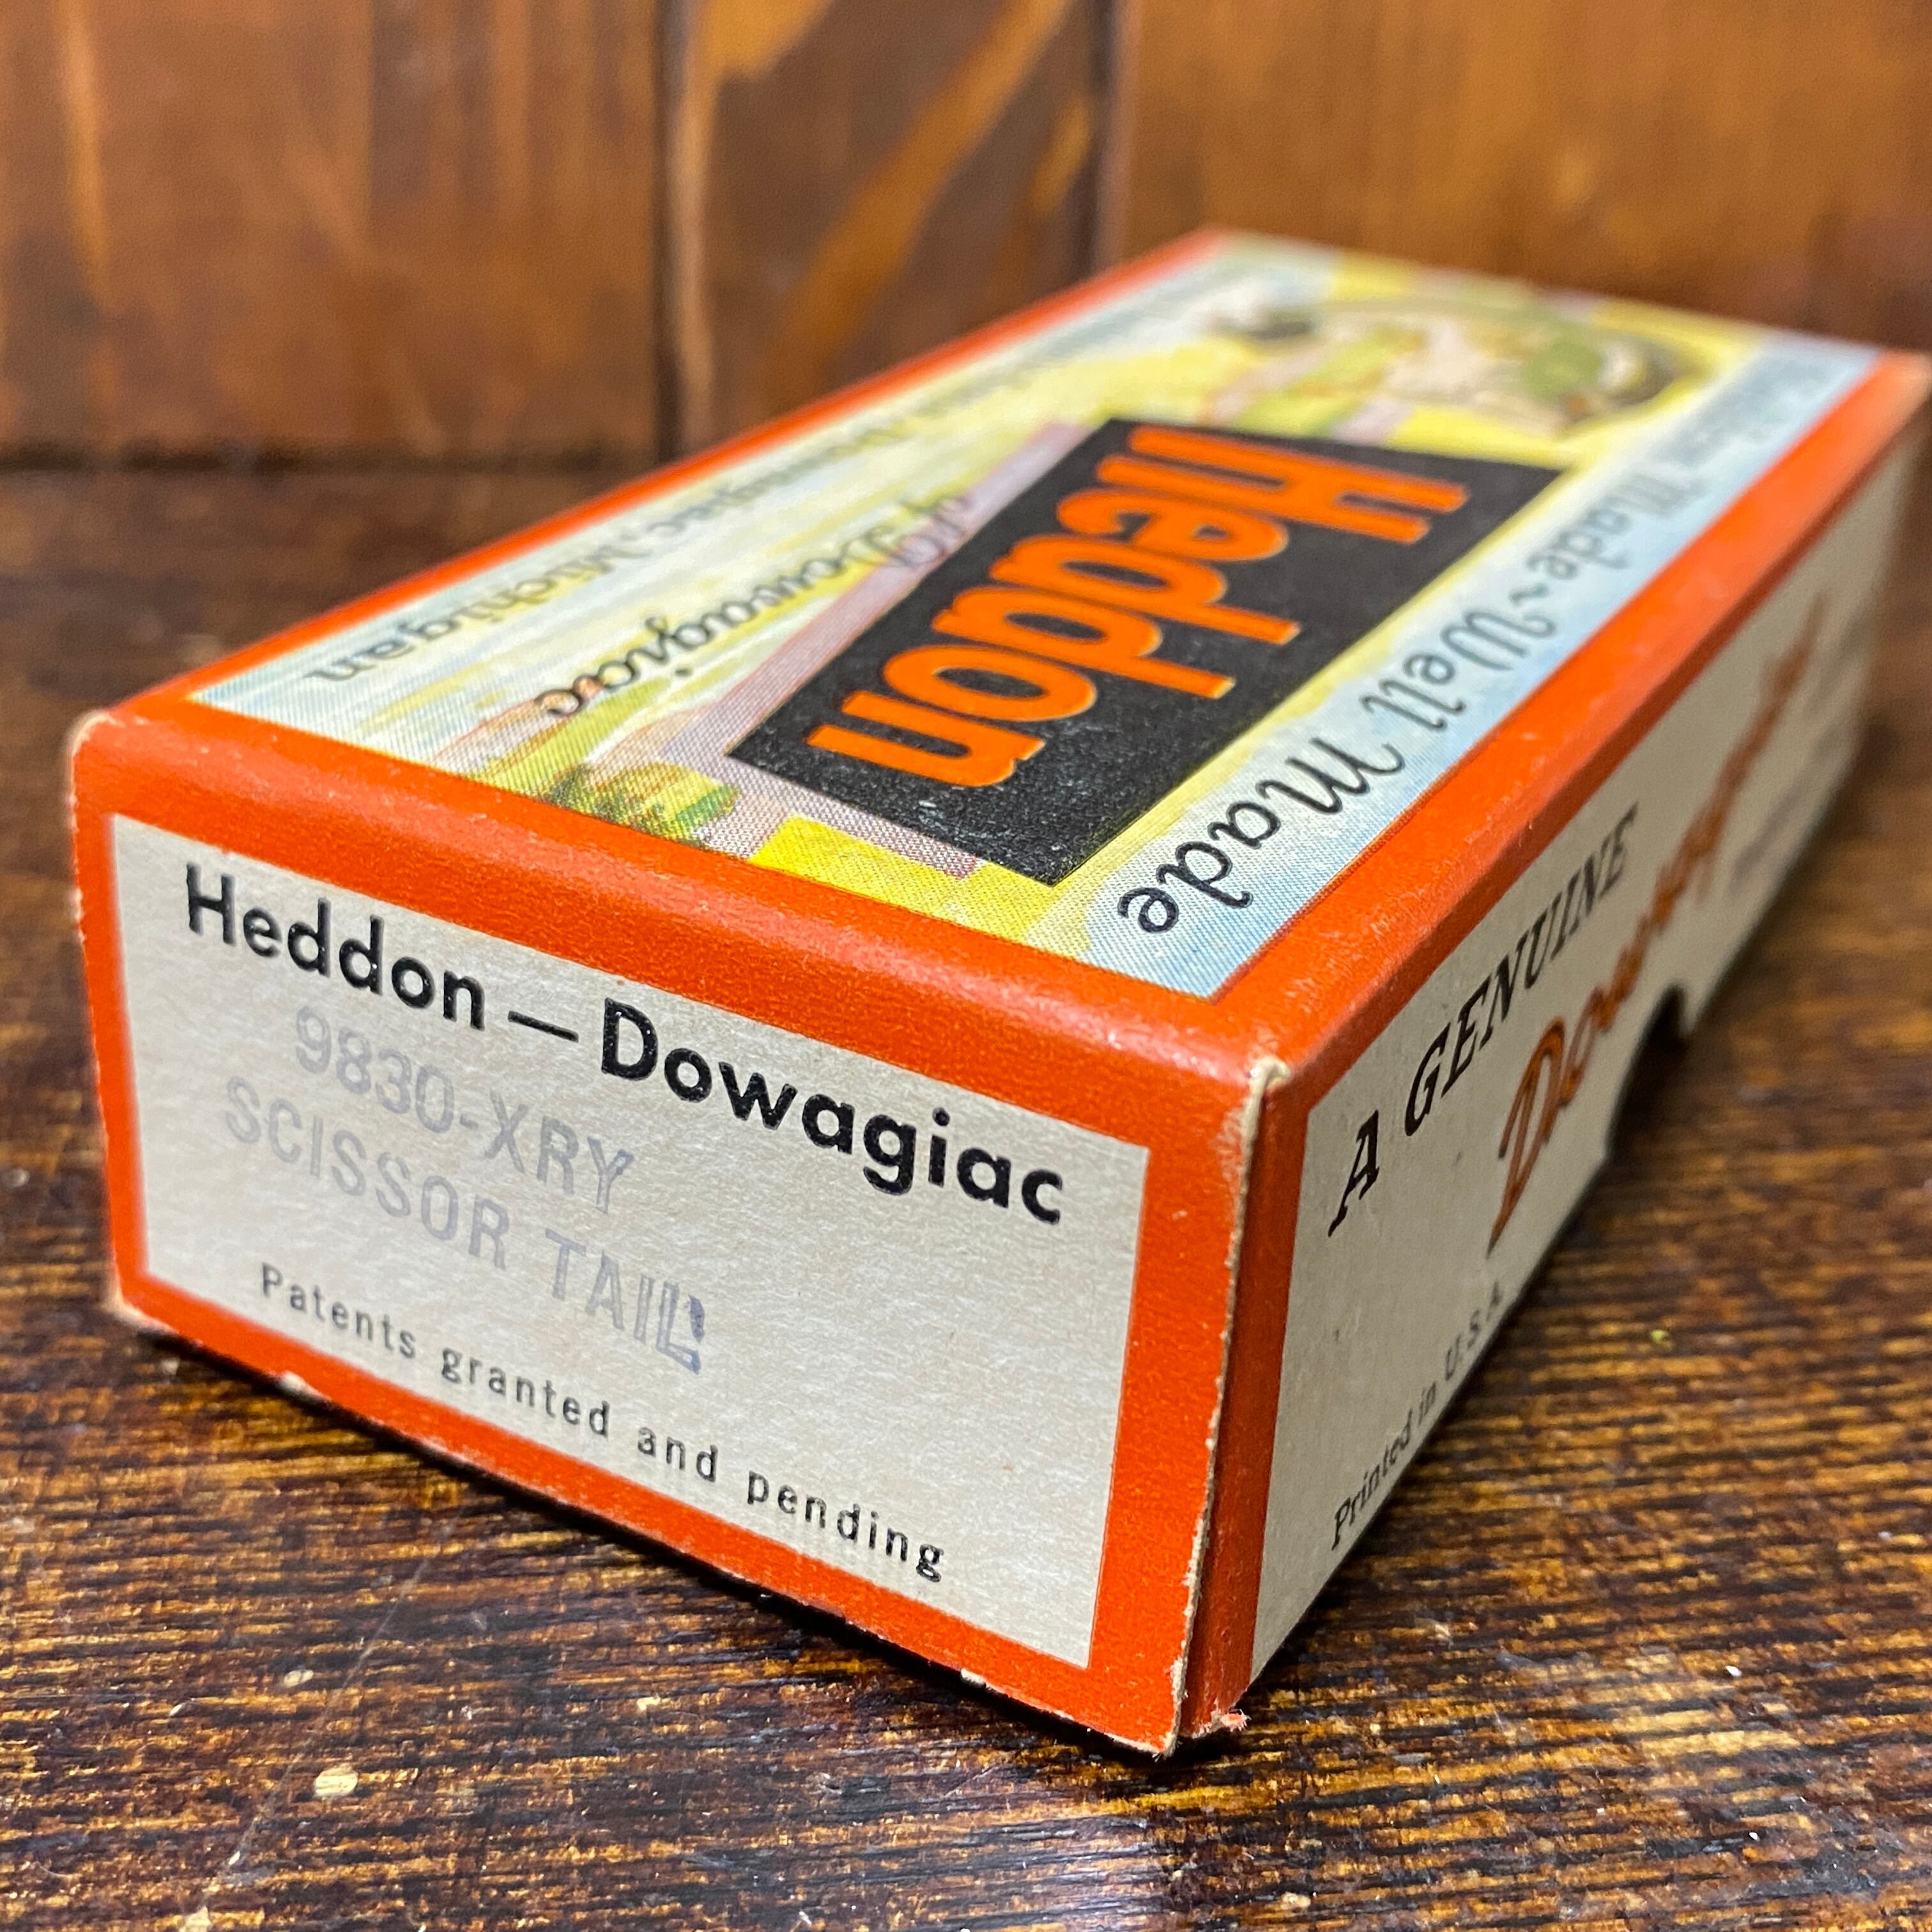 Heddon
Made~Well Made
Dowagiac
Dowagiac, Michigan
Heddon—Dowagiac
9830-XRY
SCISSOR TAIL
Patents granted and pending
A GENUINE
Printed in U.S.A.